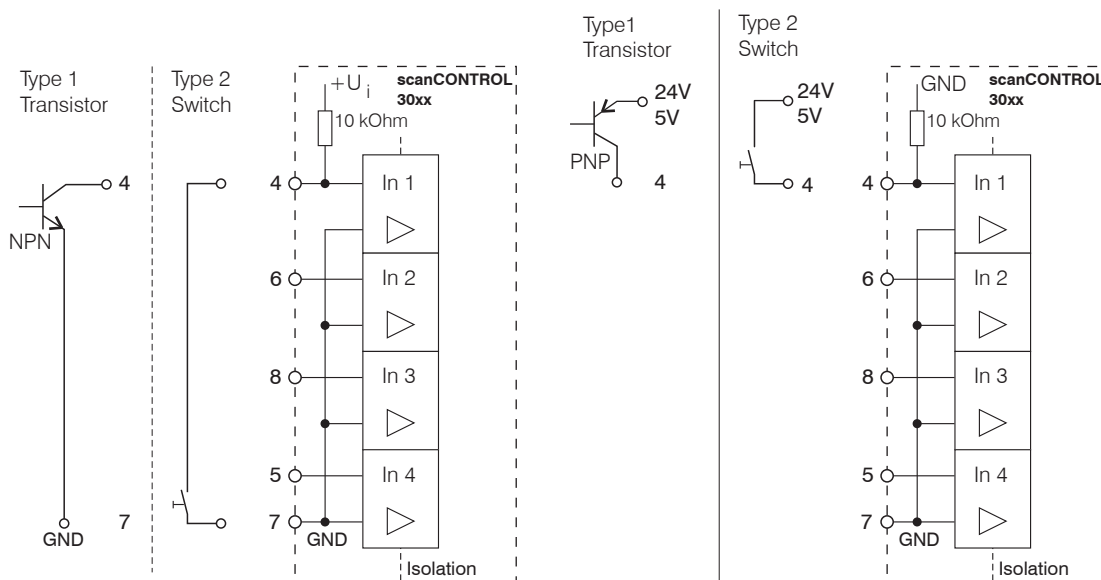 Type 1
Transistor
4
NPN
GND
7
Type 2
Switch
+U i
scanCONTROL
30xx
10 kOhm
4
In 1
6
In 2
8
In 3
5
In 4
7
GND
Isolation
Type1
Transistor
24V
5V
PNP
4
Type 2
Switch
24V
5V
4
GND
scanCONTROL
30xx
10 kOhm
4
In 1
6
In 2
8
In 3
5
In 4
7
GND
Isolation